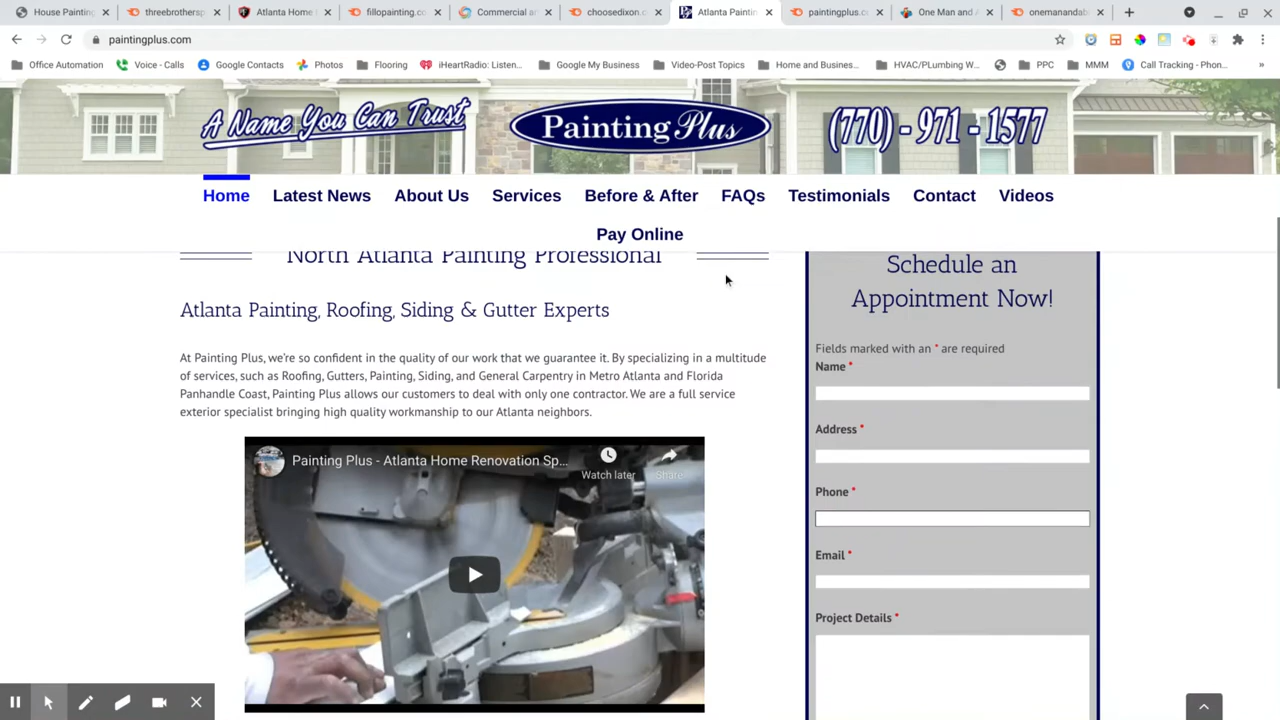 House Painting
threebrothersp
Atlanta Home
fillopainting.co
Commercial a
choosedixon.c
Atlanta Paintin
paintingplus.c
One Man and
onemanandab
paintingplus.com
Office Automation
Voice - Calls
Google Contacts
Photos
Flooring
iHeartRadio: Listen...
Google My Business
Video-Post Topics
Home and Busines...
HVAC/PLumbing W...
PPC
MMM
Call Tracking - Phon...
»
A Name You Can Trust
Painting Plus
(770) - 971 - 1577
Home
Latest News
About Us
Services
Before & After
FAQs
Testimonials
Contact
Videos
Pay Online
North Atlanta Painting Professional
Atlanta Painting, Roofing, Siding & Gutter Experts
At Painting Plus, we're so confident in the quality of our work that we guarantee it. By specializing in a multitude
of services, such as Roofing, Gutters, Painting, Siding, and General Carpentry in Metro Atlanta and Florida
Panhandle Coast, Painting Plus allows our customers to deal with only one contractor. We are a full service
exterior specialist bringing high quality workmanship to our Atlanta neighbors.
Painting Plus - Atlanta Home Renovation Sp...
Watch later
Share
Schedule an
Appointment Now!
Fields marked with an * are required
Name *
Address *
Phone *
Email *
Project Details *